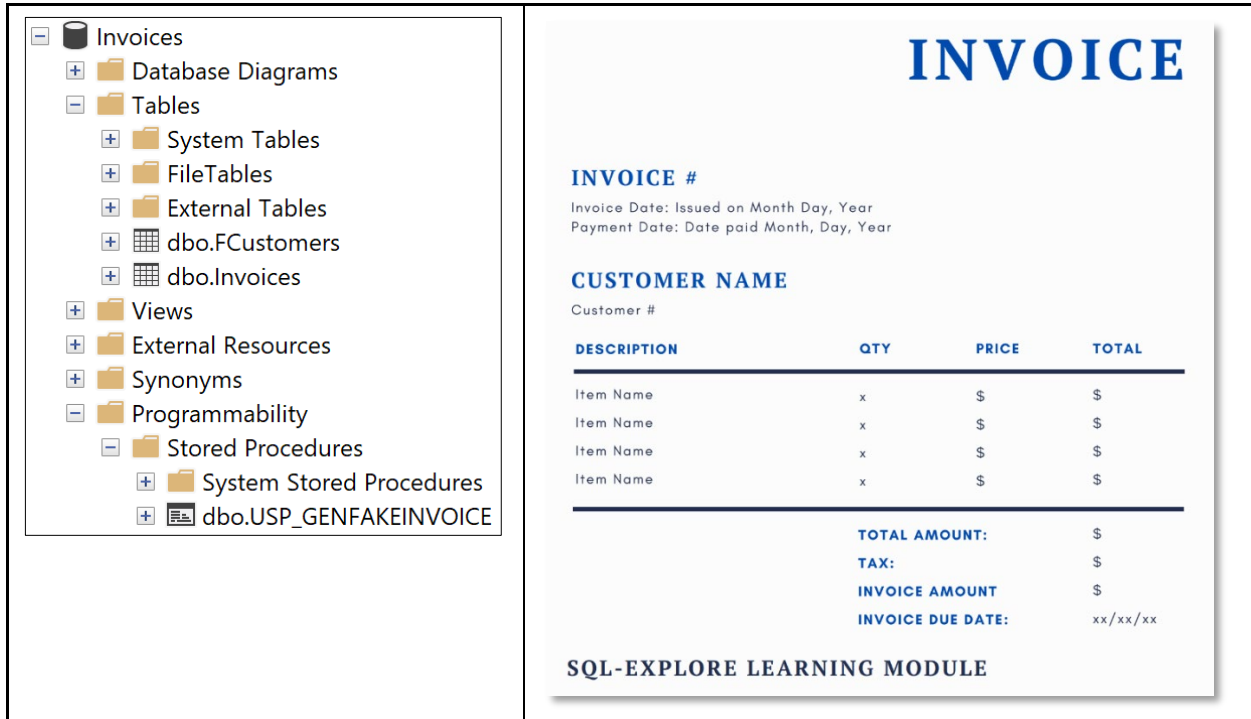 Invoices
Database Diagrams
Tables
System Tables
FileTables
External Tables
dbo.FCustomers
dbo.Invoices
Views
External Resources
Synonyms
Programmability
Stored Procedures
System Stored Procedures
dbo.USP_GENFAKEINVOICE
INVOICE
INVOICE #
Invoice Date: Issued on Month Day, Year
Payment Date: Date paid Month, Day, Year
CUSTOMER NAME
Customer #
DESCRIPTION QTY PRICE TOTAL
Item Name x $ $
Item Name x $ $
Item Name x $ $
Item Name x $ $
TOTAL AMOUNT: $
TAX: $
INVOICE AMOUNT $
INVOICE DUE DATE: xx/xx/xx
SQL-EXPLORE LEARNING MODULE